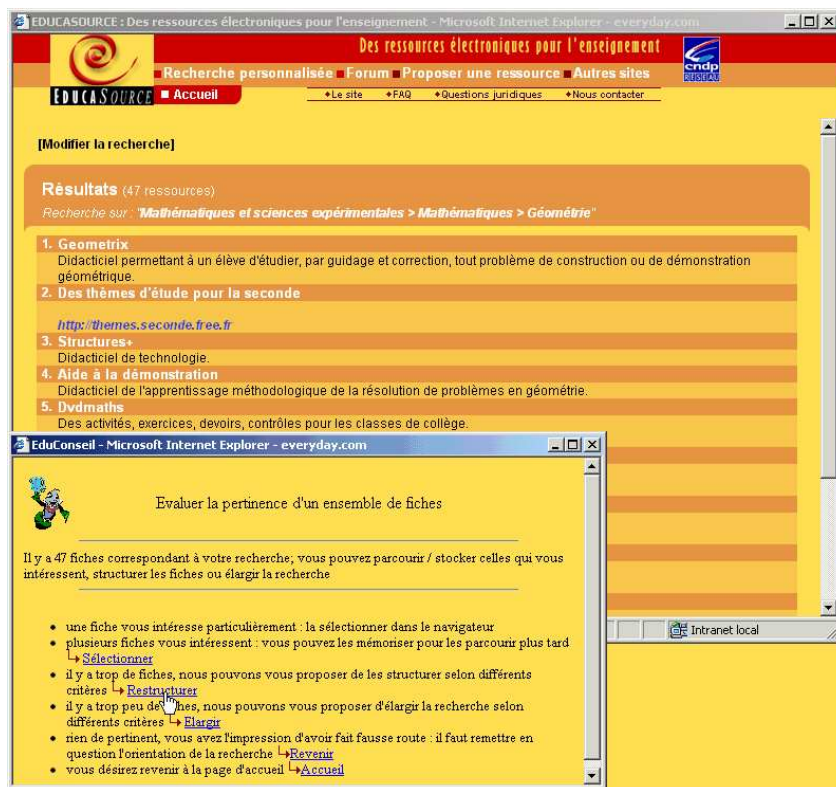 EDUCASOURCE : Des ressources électroniques pour l'enseignement - Microsoft Internet Explorer - everyday.com
Des ressources électroniques pour l'enseignement
cndp
RESEAU
Recherche personnalisée Forum Proposer une ressource Autres sites
EDUCASOURCE
Accueil
Le site FAQ Questions juridiques Nous contacter
[Modifier la recherche]
Résultats (47 ressources)
Recherche sur : "Mathématiques et sciences expérimentales > Mathématiques > Géométrie"
1. Geometrix
Didacticiel permettant à un élève d'étudier, par guidage et correction, tout problème de construction ou de démonstration
géométrique.
2. Des thèmes d'étude pour la seconde
http://themes.seconde.free.fr
3. Structures+
Didacticiel de technologie.
4. Aide à la démonstration
Didacticiel de l'apprentissage méthodologique de la résolution de problèmes en géométrie.
5. Dvdmaths
Des activités, exercices, devoirs, contrôles pour les classes de collège.
EduConseil - Microsoft Internet Explorer - everyday.com
Evaluer la pertinence d'un ensemble de fiches
Il y a 47 fiches correspondant à votre recherche; vous pouvez parcourir / stocker celles qui vous
intéressent, structurer les fiches ou élargir la recherche
une fiche vous intéresse particulièrement : la sélectionner dans le navigateur
plusieurs fiches vous intéressent : vous pouvez les mémoriser pour les parcourir plus tard
Sélectionner
il y a trop de fiches, nous pouvons vous proposer de les structurer selon différents
critères Restructurer
il y a trop peu de fiches, nous pouvons vous proposer d'élargir la recherche selon
différents critères Elargir
rien de pertinent, vous avez l'impression d'avoir fait fausse route : il faut remettre en
question l'orientation de la recherche Revenir
vous désirez revenir à la page d'accueil Accueil
Intranet local